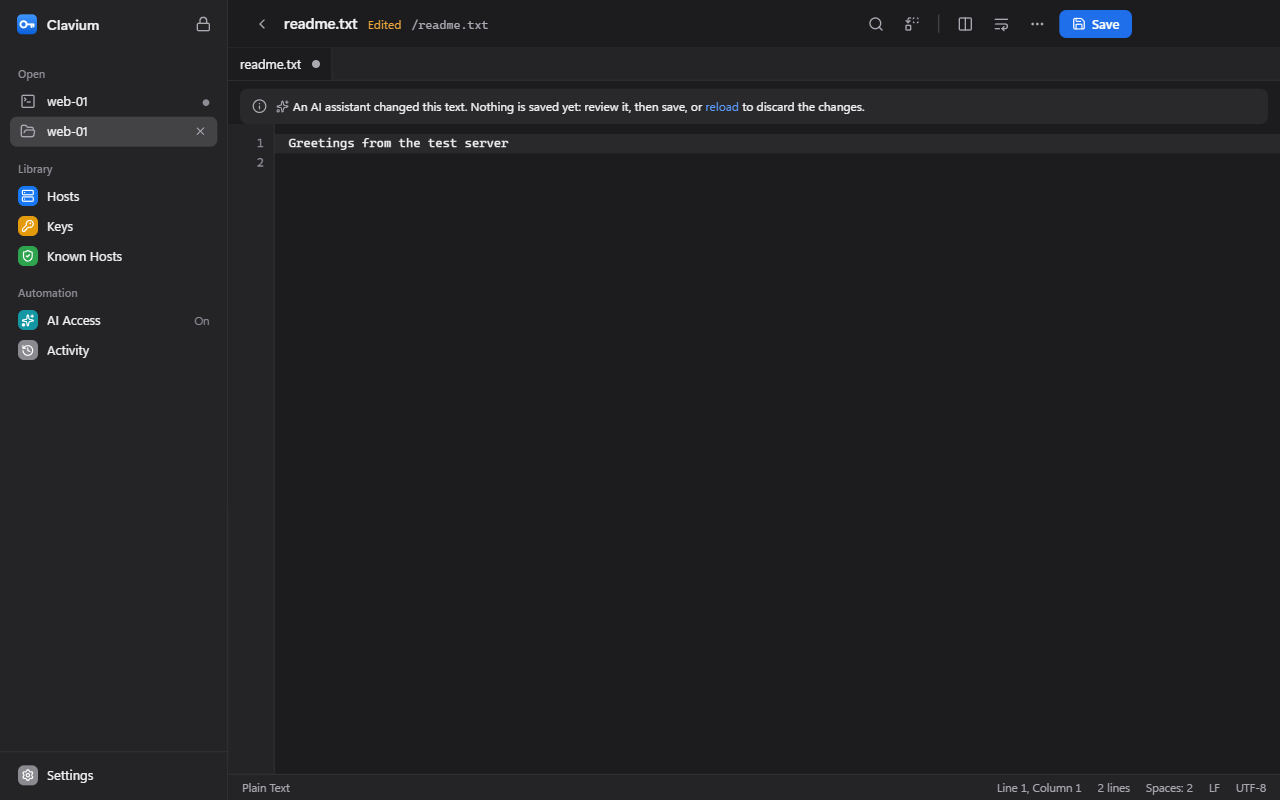 Clavium
Open
web-01
web-01
Library
Hosts
Keys
Known Hosts
Automation
AI Access On
Activity
Settings
readme.txt Edited /readme.txt
Save
readme.txt
An AI assistant changed this text. Nothing is saved yet: review it, then save, or reload to discard the changes.
1 Greetings from the test server
2
Plain Text Line 1, Column 1 2 lines Spaces: 2 LF UTF-8